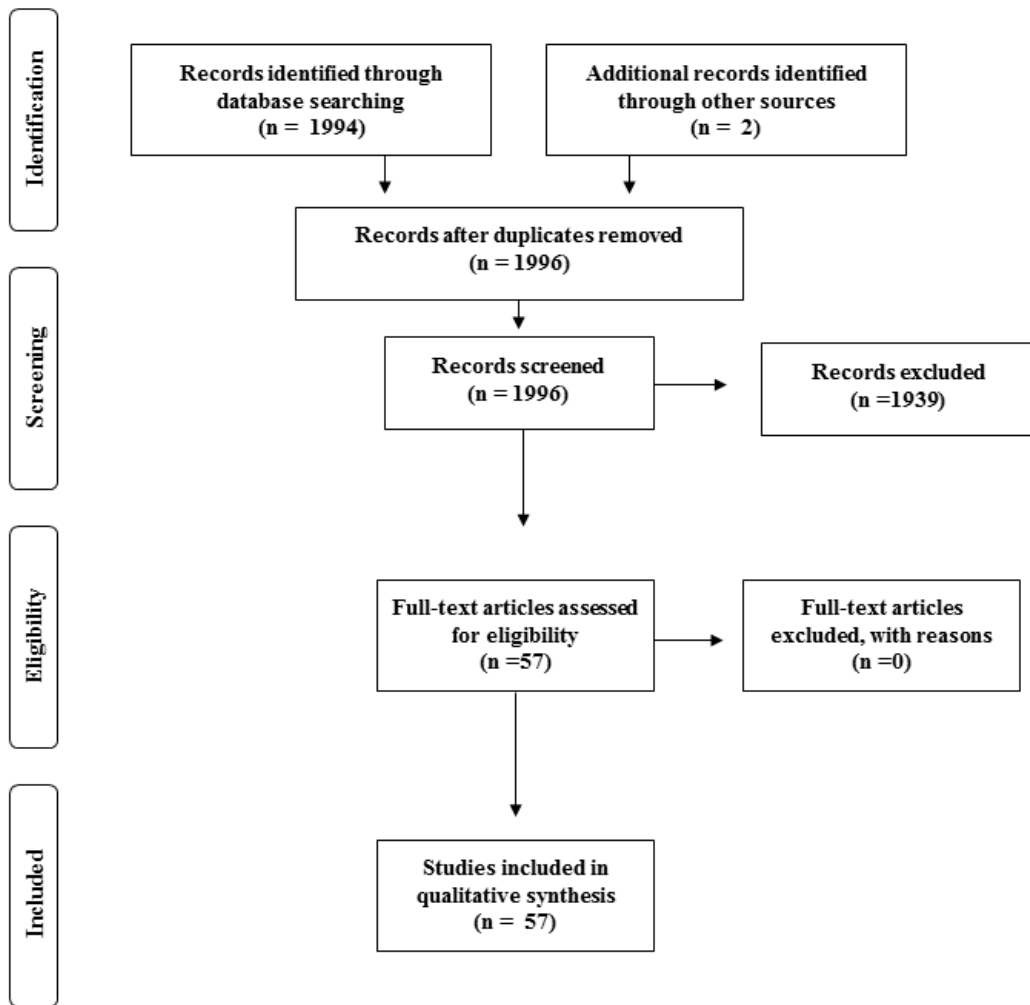 Identification
Records identified through
database searching
(n = 1994)
Additional records identified
through other sources
(n = 2)
Records after duplicates removed
(n = 1996)
Screening
Records screened
(n = 1996)
Records excluded
(n =1939)
Eligibility
Full-text articles assessed
for eligibility
(n =57)
Full-text articles
excluded, with reasons
(n =0)
Included
Studies included in
qualitative synthesis
(n = 57)